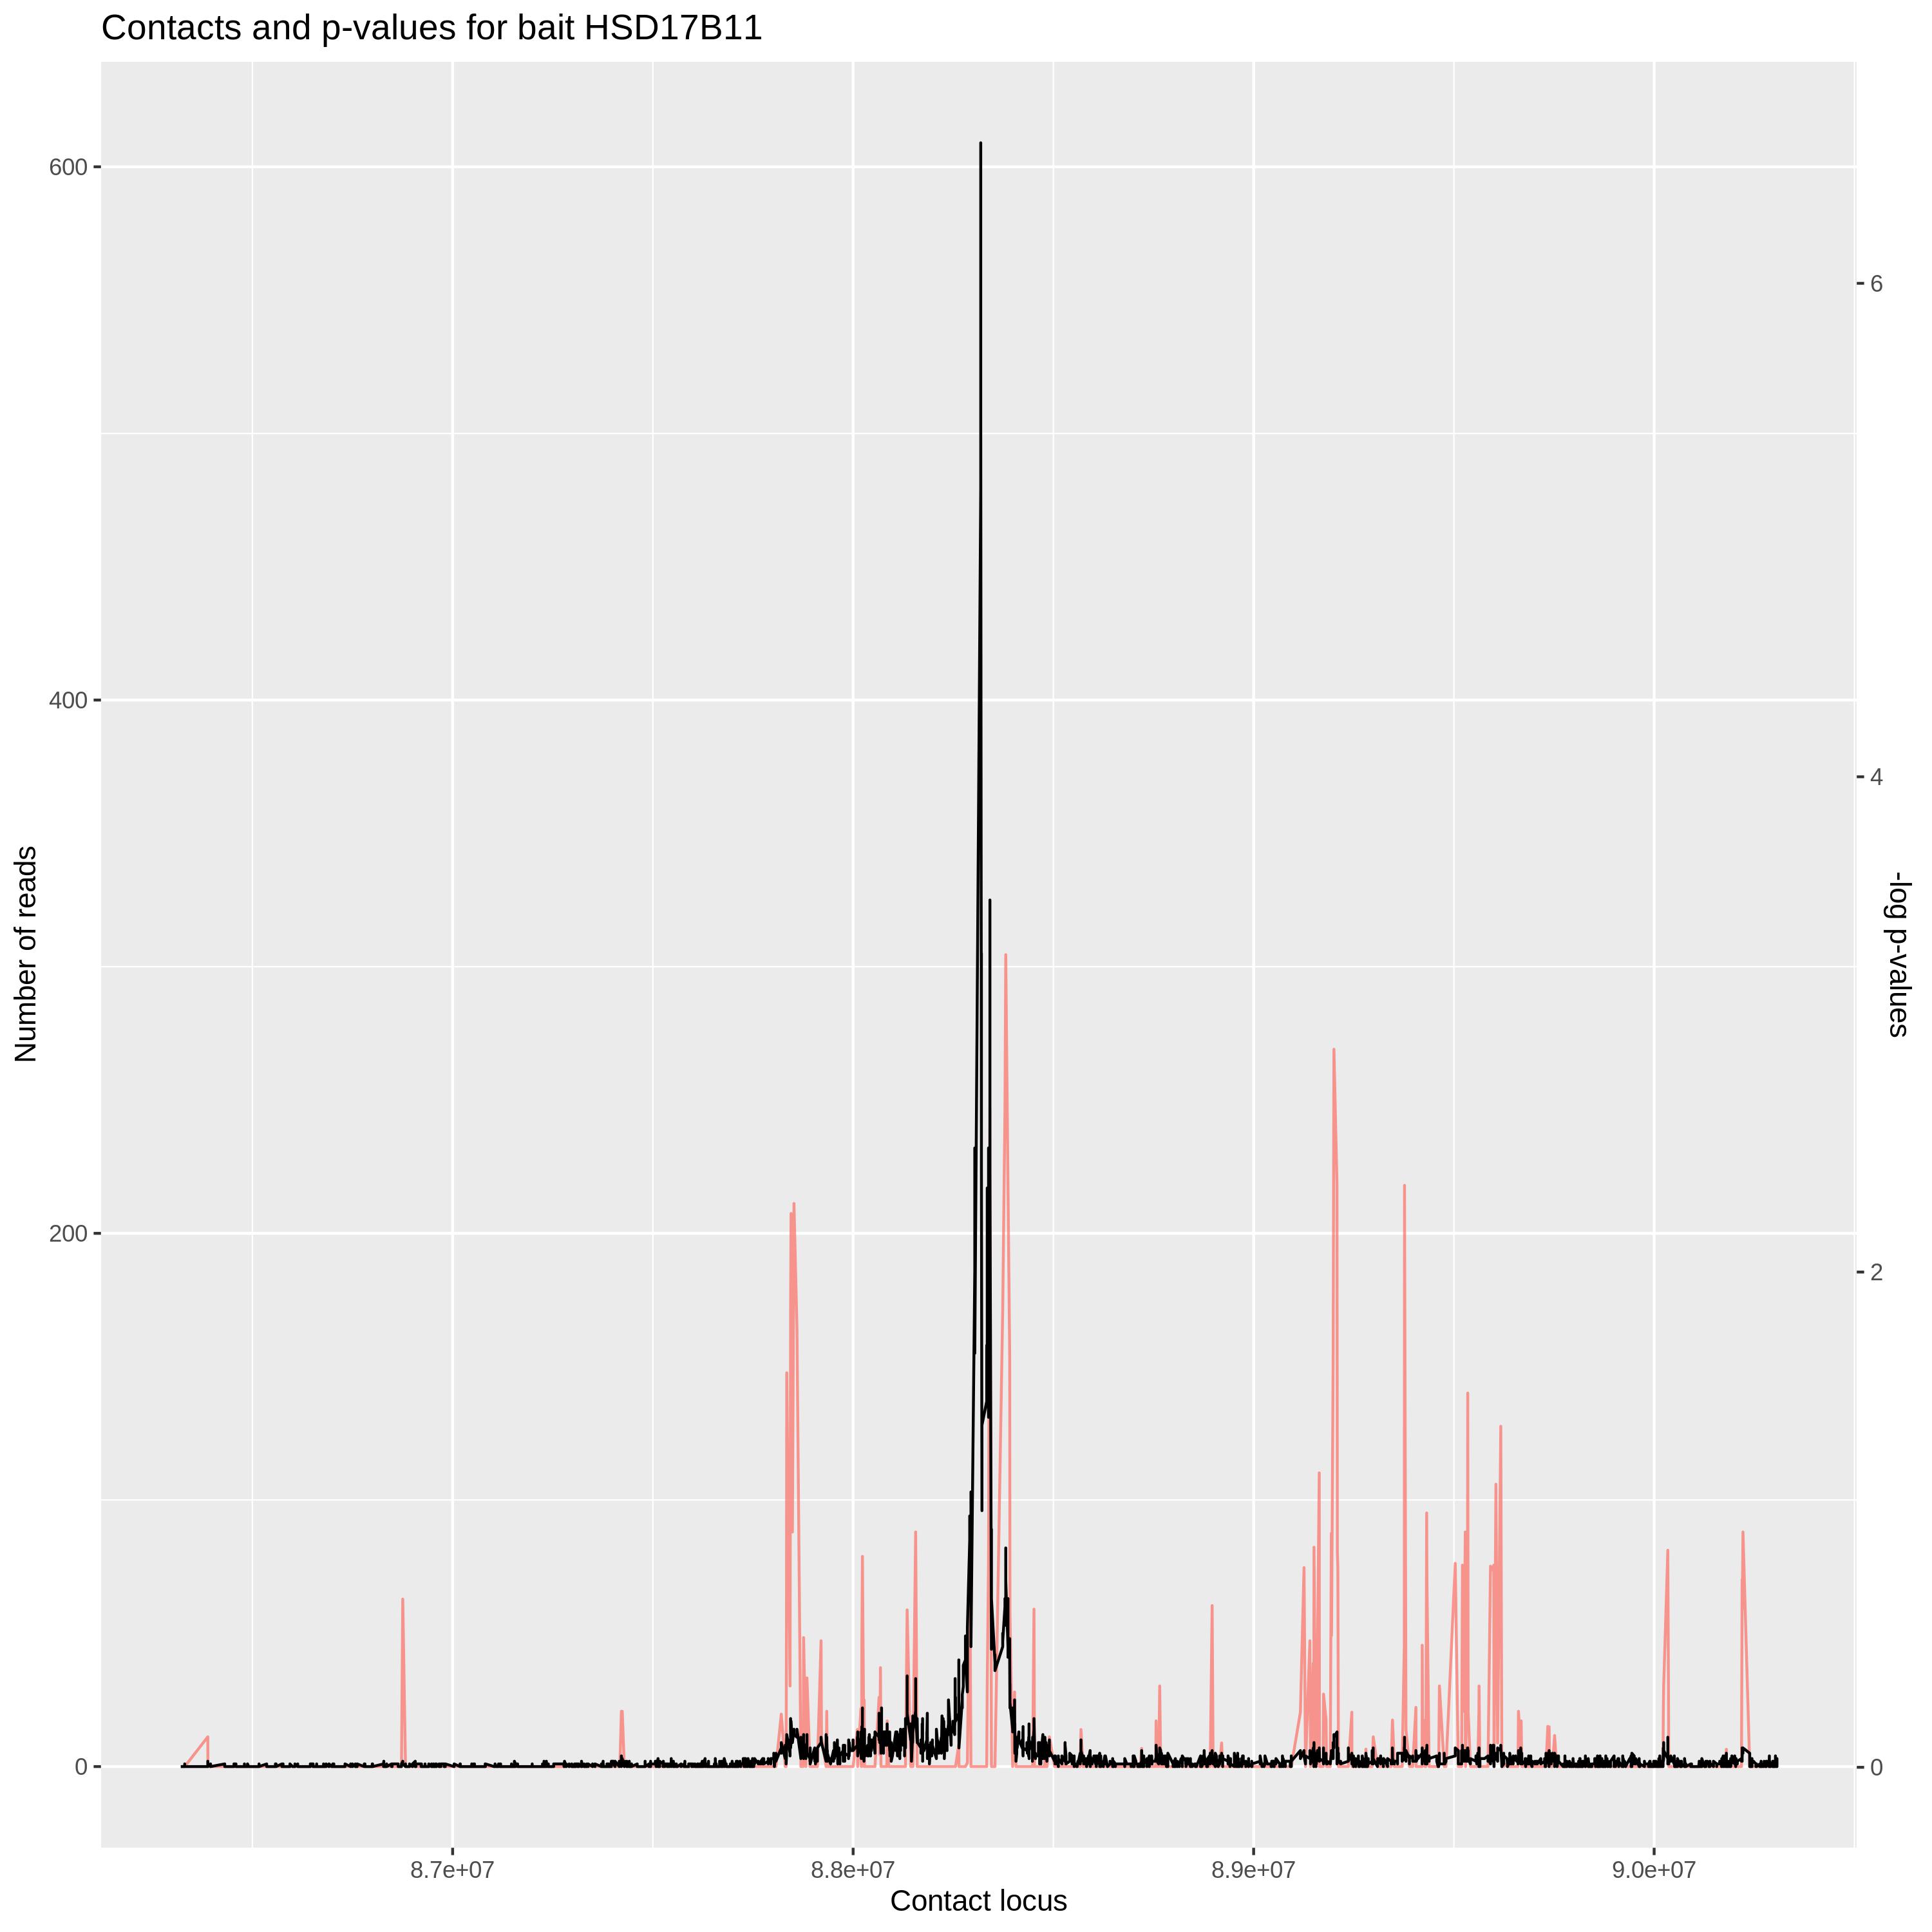 Contacts and p-values for bait HSD17B11
600
400
200
0
Number of reads
6
4
2
0
-log p-values
8.7e+07 8.8e+07 8.9e+07 9.0e+07
Contact locus